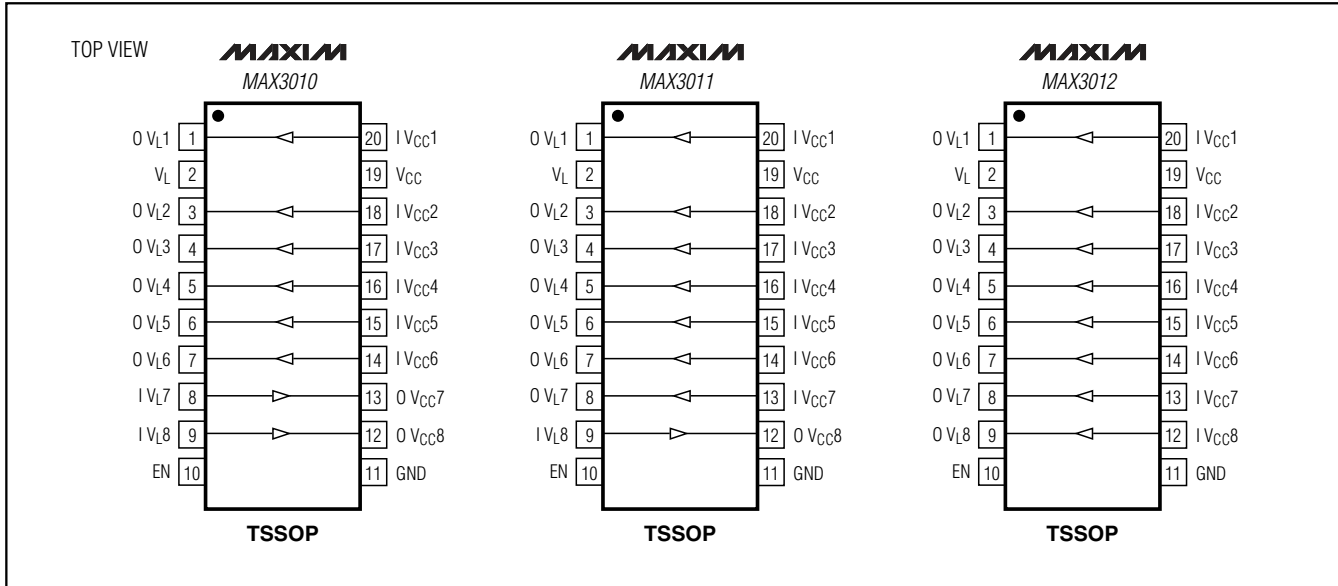 TOP VIEW
MAXIM MAXIM MAXIM
MAX3010 MAX3011 MAX3012
O VL1 1 20 I VCC1 O VL1 1 20 I VCC1 O VL1 1 20 I VCC1
VL 2 19 VCC VL 2 19 VCC VL 2 19 VCC
O VL2 3 18 I VCC2 O VL2 3 18 I VCC2 O VL2 3 18 I VCC2
O VL3 4 17 I VCC3 O VL3 4 17 I VCC3 O VL3 4 17 I VCC3
O VL4 5 16 I VCC4 O VL4 5 16 I VCC4 O VL4 5 16 I VCC4
O VL5 6 15 I VCC5 O VL5 6 15 I VCC5 O VL5 6 15 I VCC5
O VL6 7 14 I VCC6 O VL6 7 14 I VCC6 O VL6 7 14 I VCC6
I VL7 8 13 O VCC7 O VL7 8 13 I VCC7 O VL7 8 13 I VCC7
I VL8 9 12 O VCC8 I VL8 9 12 O VCC8 O VL8 9 12 I VCC8
EN 10 11 GND EN 10 11 GND EN 10 11 GND
TSSOP TSSOP TSSOP